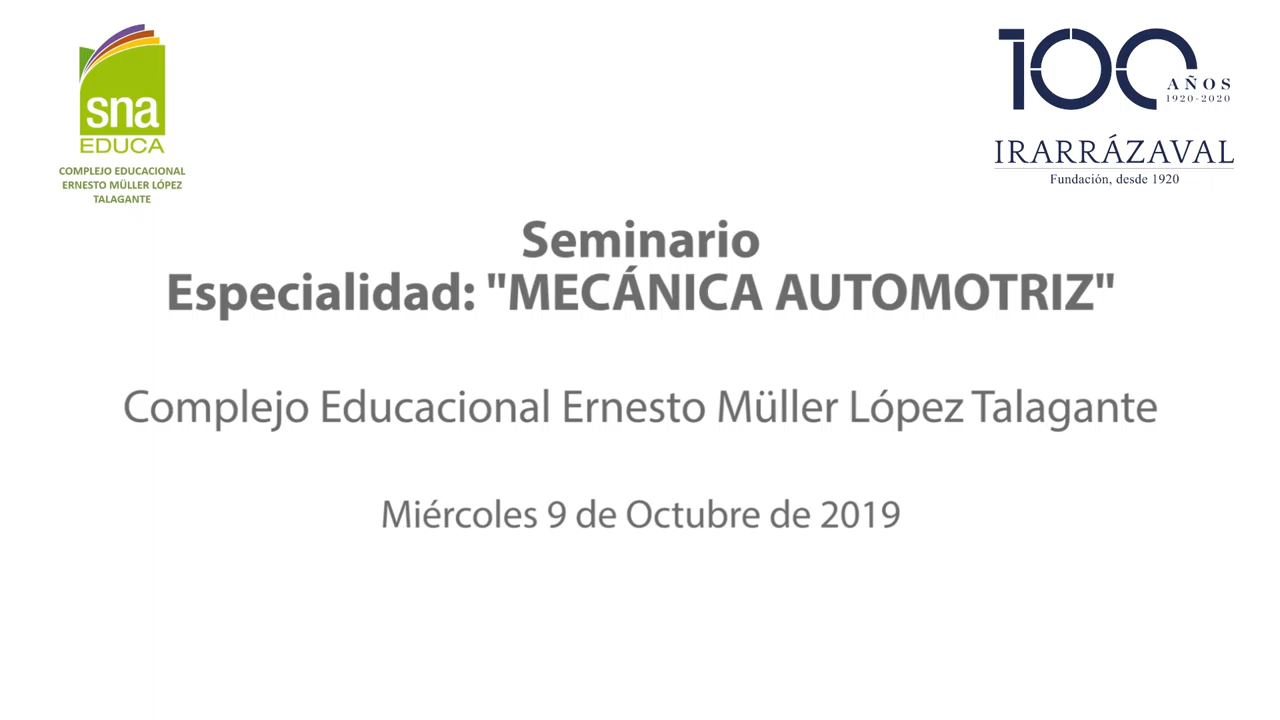 sna
EDUCA
COMPLEJO EDUCACIONAL
ERNESTO MÜLLER LÓPEZ
TALAGANTE
100
AÑOS
1920-2020
IRARRÁZAVAL
Fundación, desde 1920
Seminario
Especialidad: "MECÁNICA AUTOMOTRIZ"
Complejo Educacional Ernesto Müller López Talagante
Miércoles 9 de Octubre de 2019